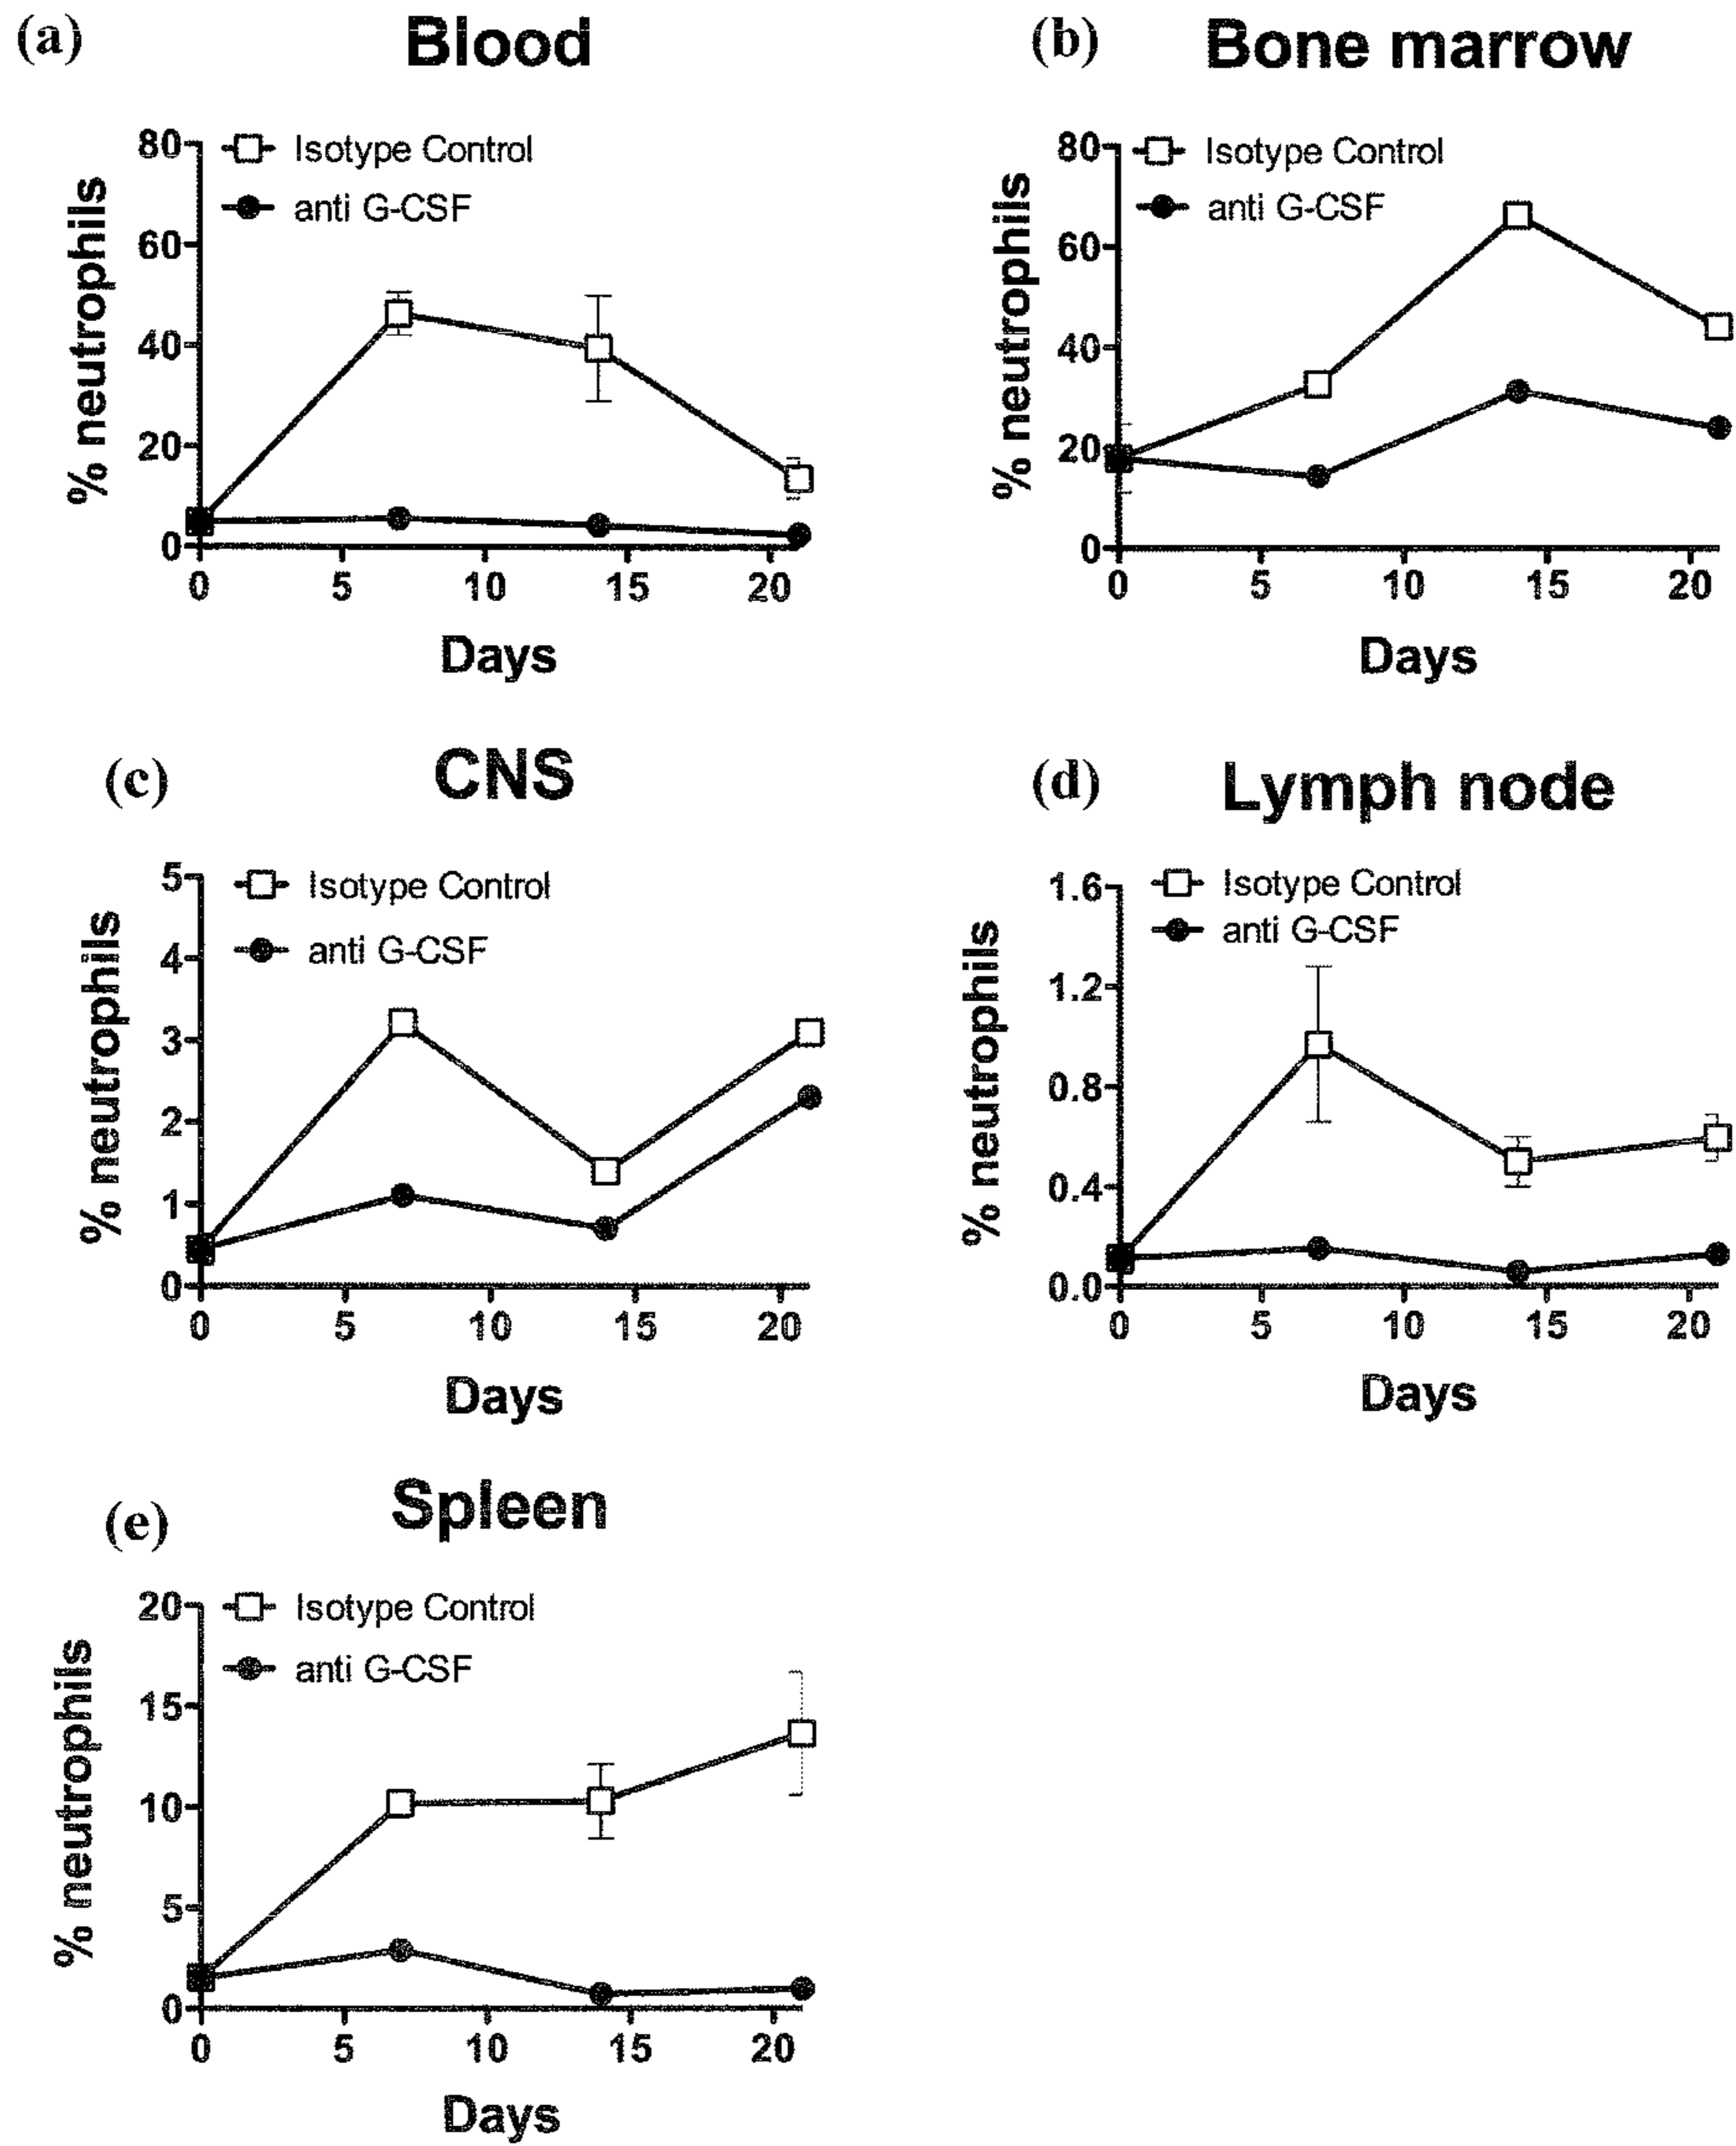 (a) Blood
% neutrophils
80
60
40
20
0
Isotype Control
anti G-CSF
0 5 10 15 20
Days
(b) Bone marrow
% neutrophils
80
60
40
20
0
Isotype Control
anti G-CSF
0 5 10 15 20
Days
(c) CNS
% neutrophils
5
4
3
2
1
0
Isotype Control
anti G-CSF
0 5 10 15 20
Days
(d) Lymph node
% neutrophils
1.6
1.2
0.8
0.4
0.0
Isotype Control
anti G-CSF
0 5 10 15 20
Days
(e) Spleen
% neutrophils
20
15
10
5
0
Isotype Control
anti G-CSF
0 5 10 15 20
Days